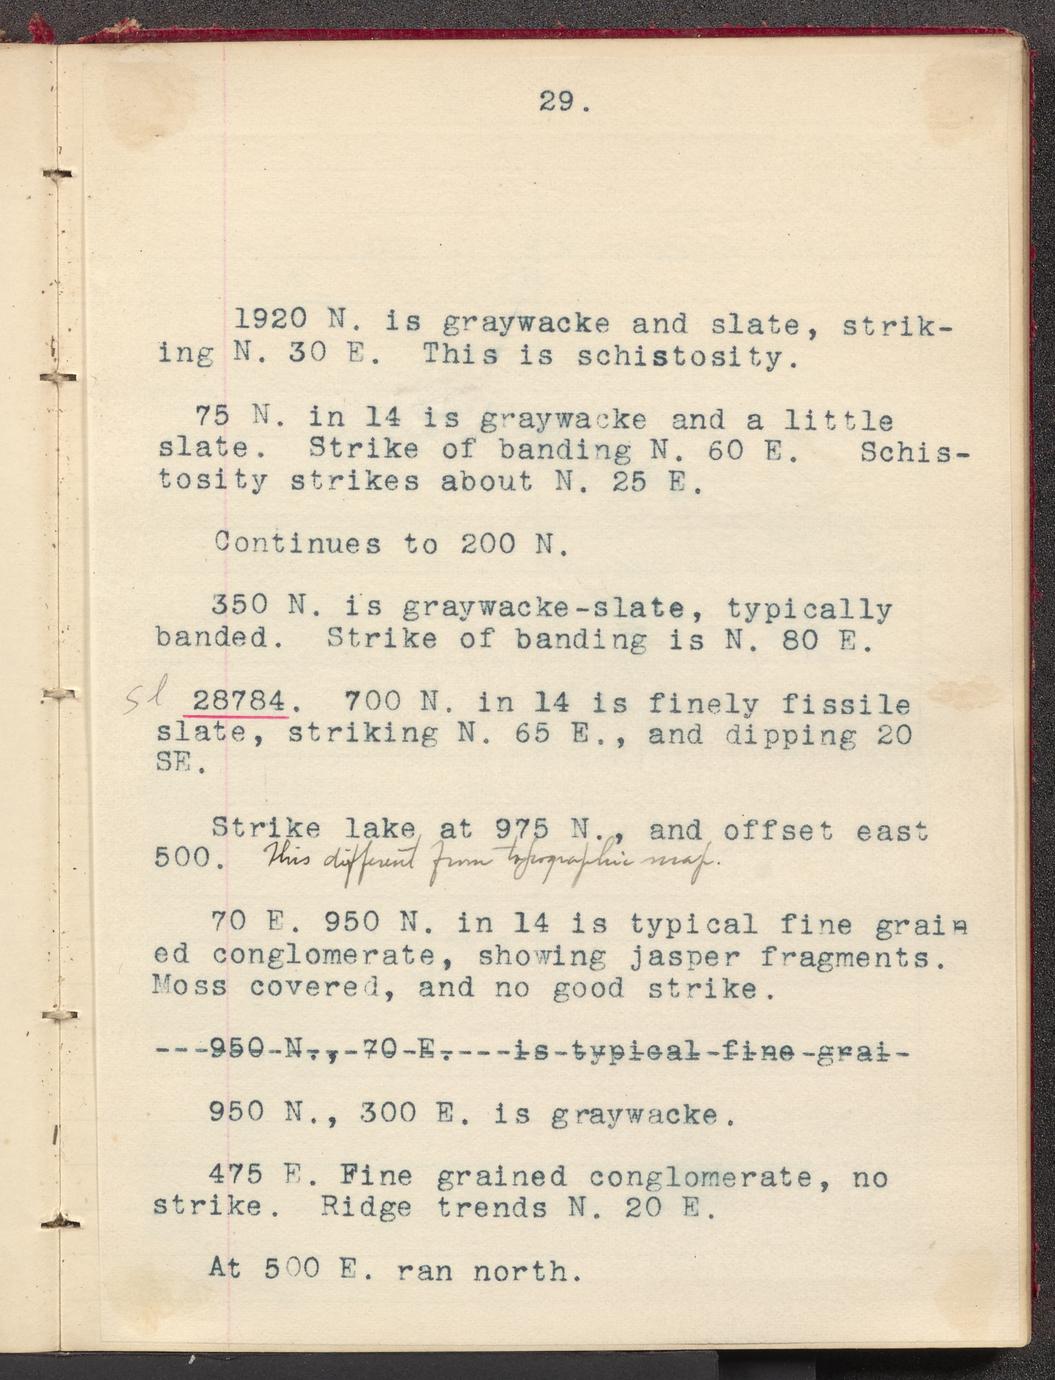 29.
1920 N. is graywacke and slate, strik-
ing N. 30 E.  This is schistosity.
75 N. in 14 is graywacke and a little
slate.  Strike of banding N. 60 E.   Schis-
tosity strikes about N. 25 E.
Continues to 200 N.
350 N. is graywacke-slate, typically
banded.  Strike of banding is N. 80 E.
sl 28784.  700 N. in 14 is finely fissile
slate, striking N. 65 E., and dipping 20
SE.
Strike lake, at 975 N., and offset east
500.  This different from topographic map.
70 E. 950 N. in 14 is typical fine grain
ed conglomerate, showing jasper fragments.
Moss covered, and no good strike.
---950-N.,-70-E.---is-typical-fine-grai-
950 N., 300 E. is graywacke.
475 E. Fine grained conglomerate, no
strike.  Ridge trends N. 20 E.
At 500 E. ran north.